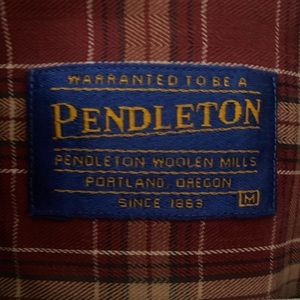 WARRANTED TO BE A
PENDLETON
PENDLETON WOOLEN MILLS
PORTLAND, OREGON
SINCE 1863
M